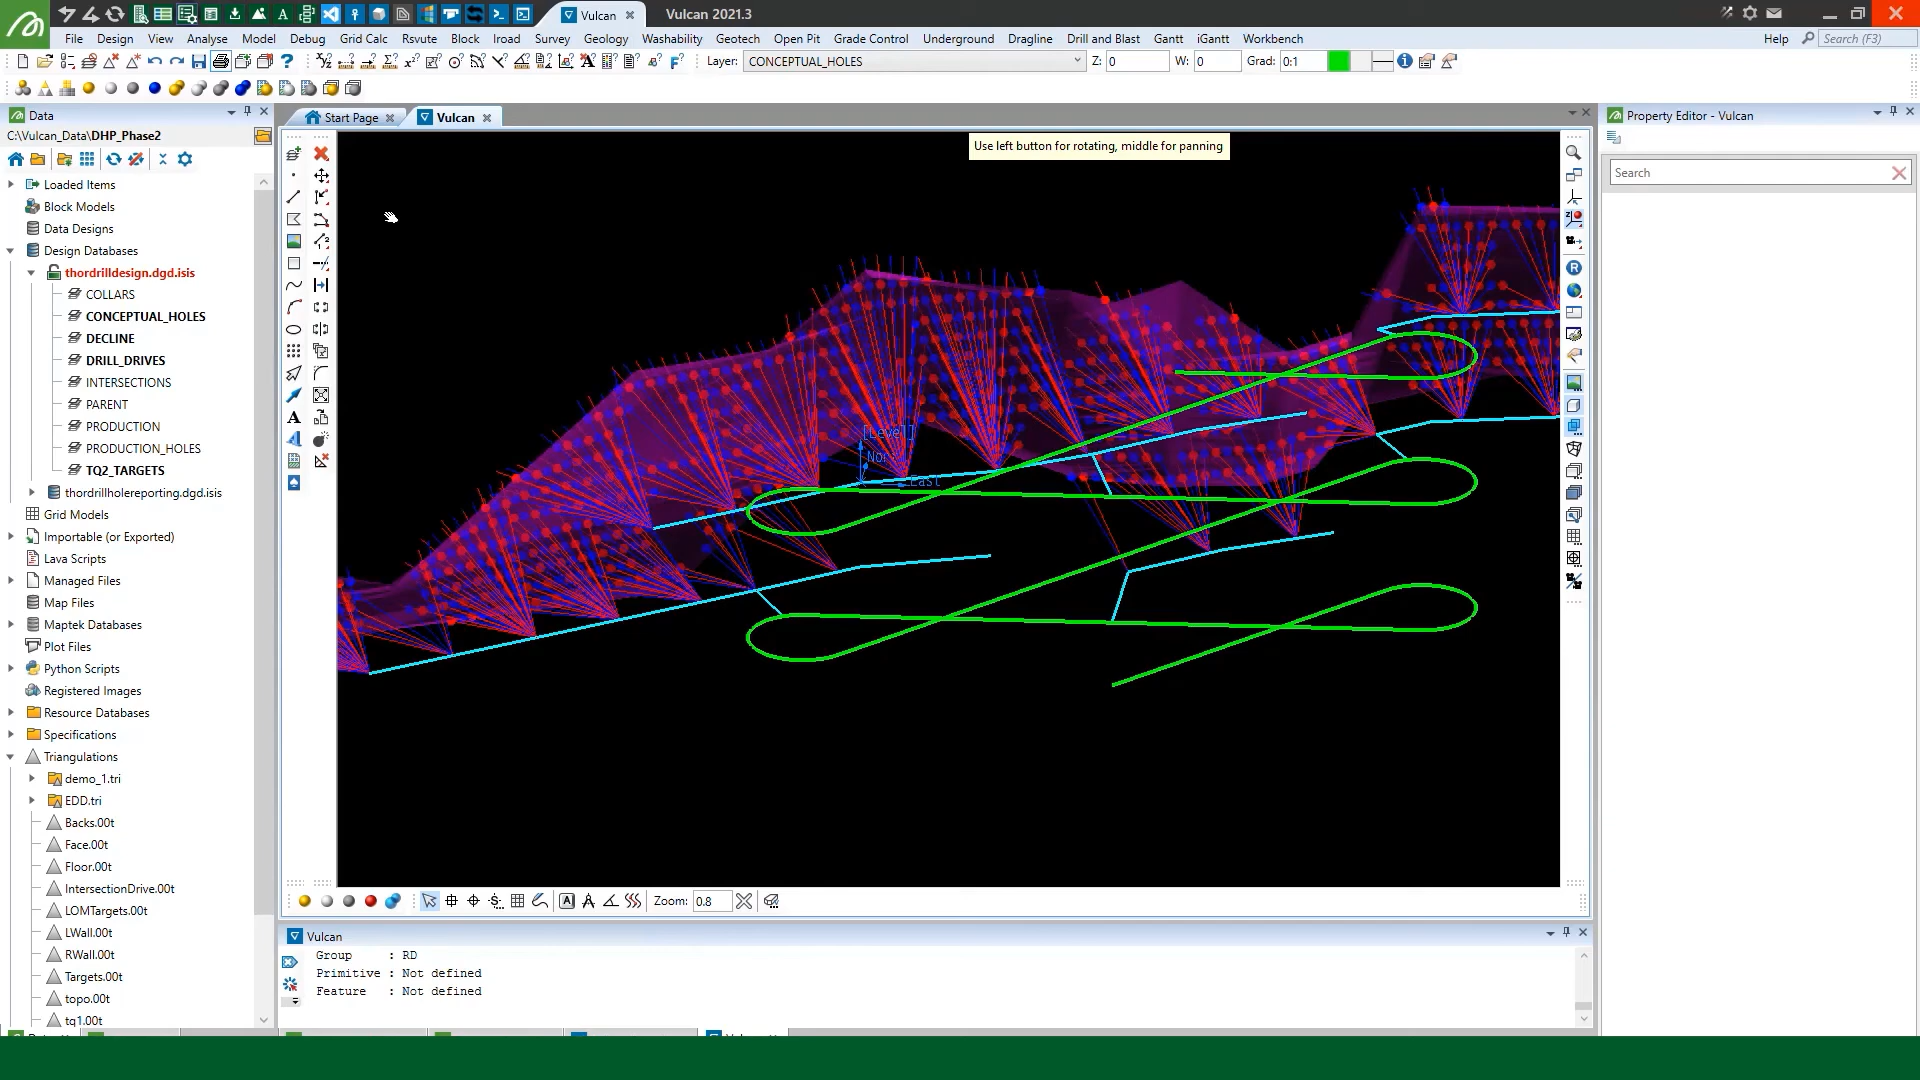 Vulcan
Vulcan 2021.3
File Design View Analyse Model Debug Grid Calc Rsvute Block Iroad Survey Geology Washability Geotech Open Pit Grade Control Underground Dragline Drill and Blast Gantt iGantt Workbench Help Search (F3)
Layer: CONCEPTUAL_HOLES Z: 0 W: 0 Grad: 0:1
Data
C:\Vulcan_Data\DHP_Phase2
Loaded Items
Block Models
Data Designs
Design Databases
thordrilldesign.dgd.isis
COLLARS
CONCEPTUAL_HOLES
DECLINE
DRILL_DRIVES
INTERSECTIONS
PARENT
PRODUCTION
PRODUCTION_HOLES
TQ2_TARGETS
thordrillholereporting.dgd.isis
Grid Models
Importable (or Exported)
Lava Scripts
Managed Files
Map Files
Maptek Databases
Plot Files
Python Scripts
Registered Images
Resource Databases
Specifications
Triangulations
demo_1.tri
EDD.tri
Backs.00t
Face.00t
Floor.00t
IntersectionDrive.00t
LOMTargets.00t
LWall.00t
RWall.00t
Targets.00t
topo.00t
tq1.00t
Start Page
Vulcan
Use left button for rotating, middle for panning
[Level]
Nor
East
Zoom: 0.8
Vulcan
Group : RD
Primitive : Not defined
Feature : Not defined
Property Editor - Vulcan
Search